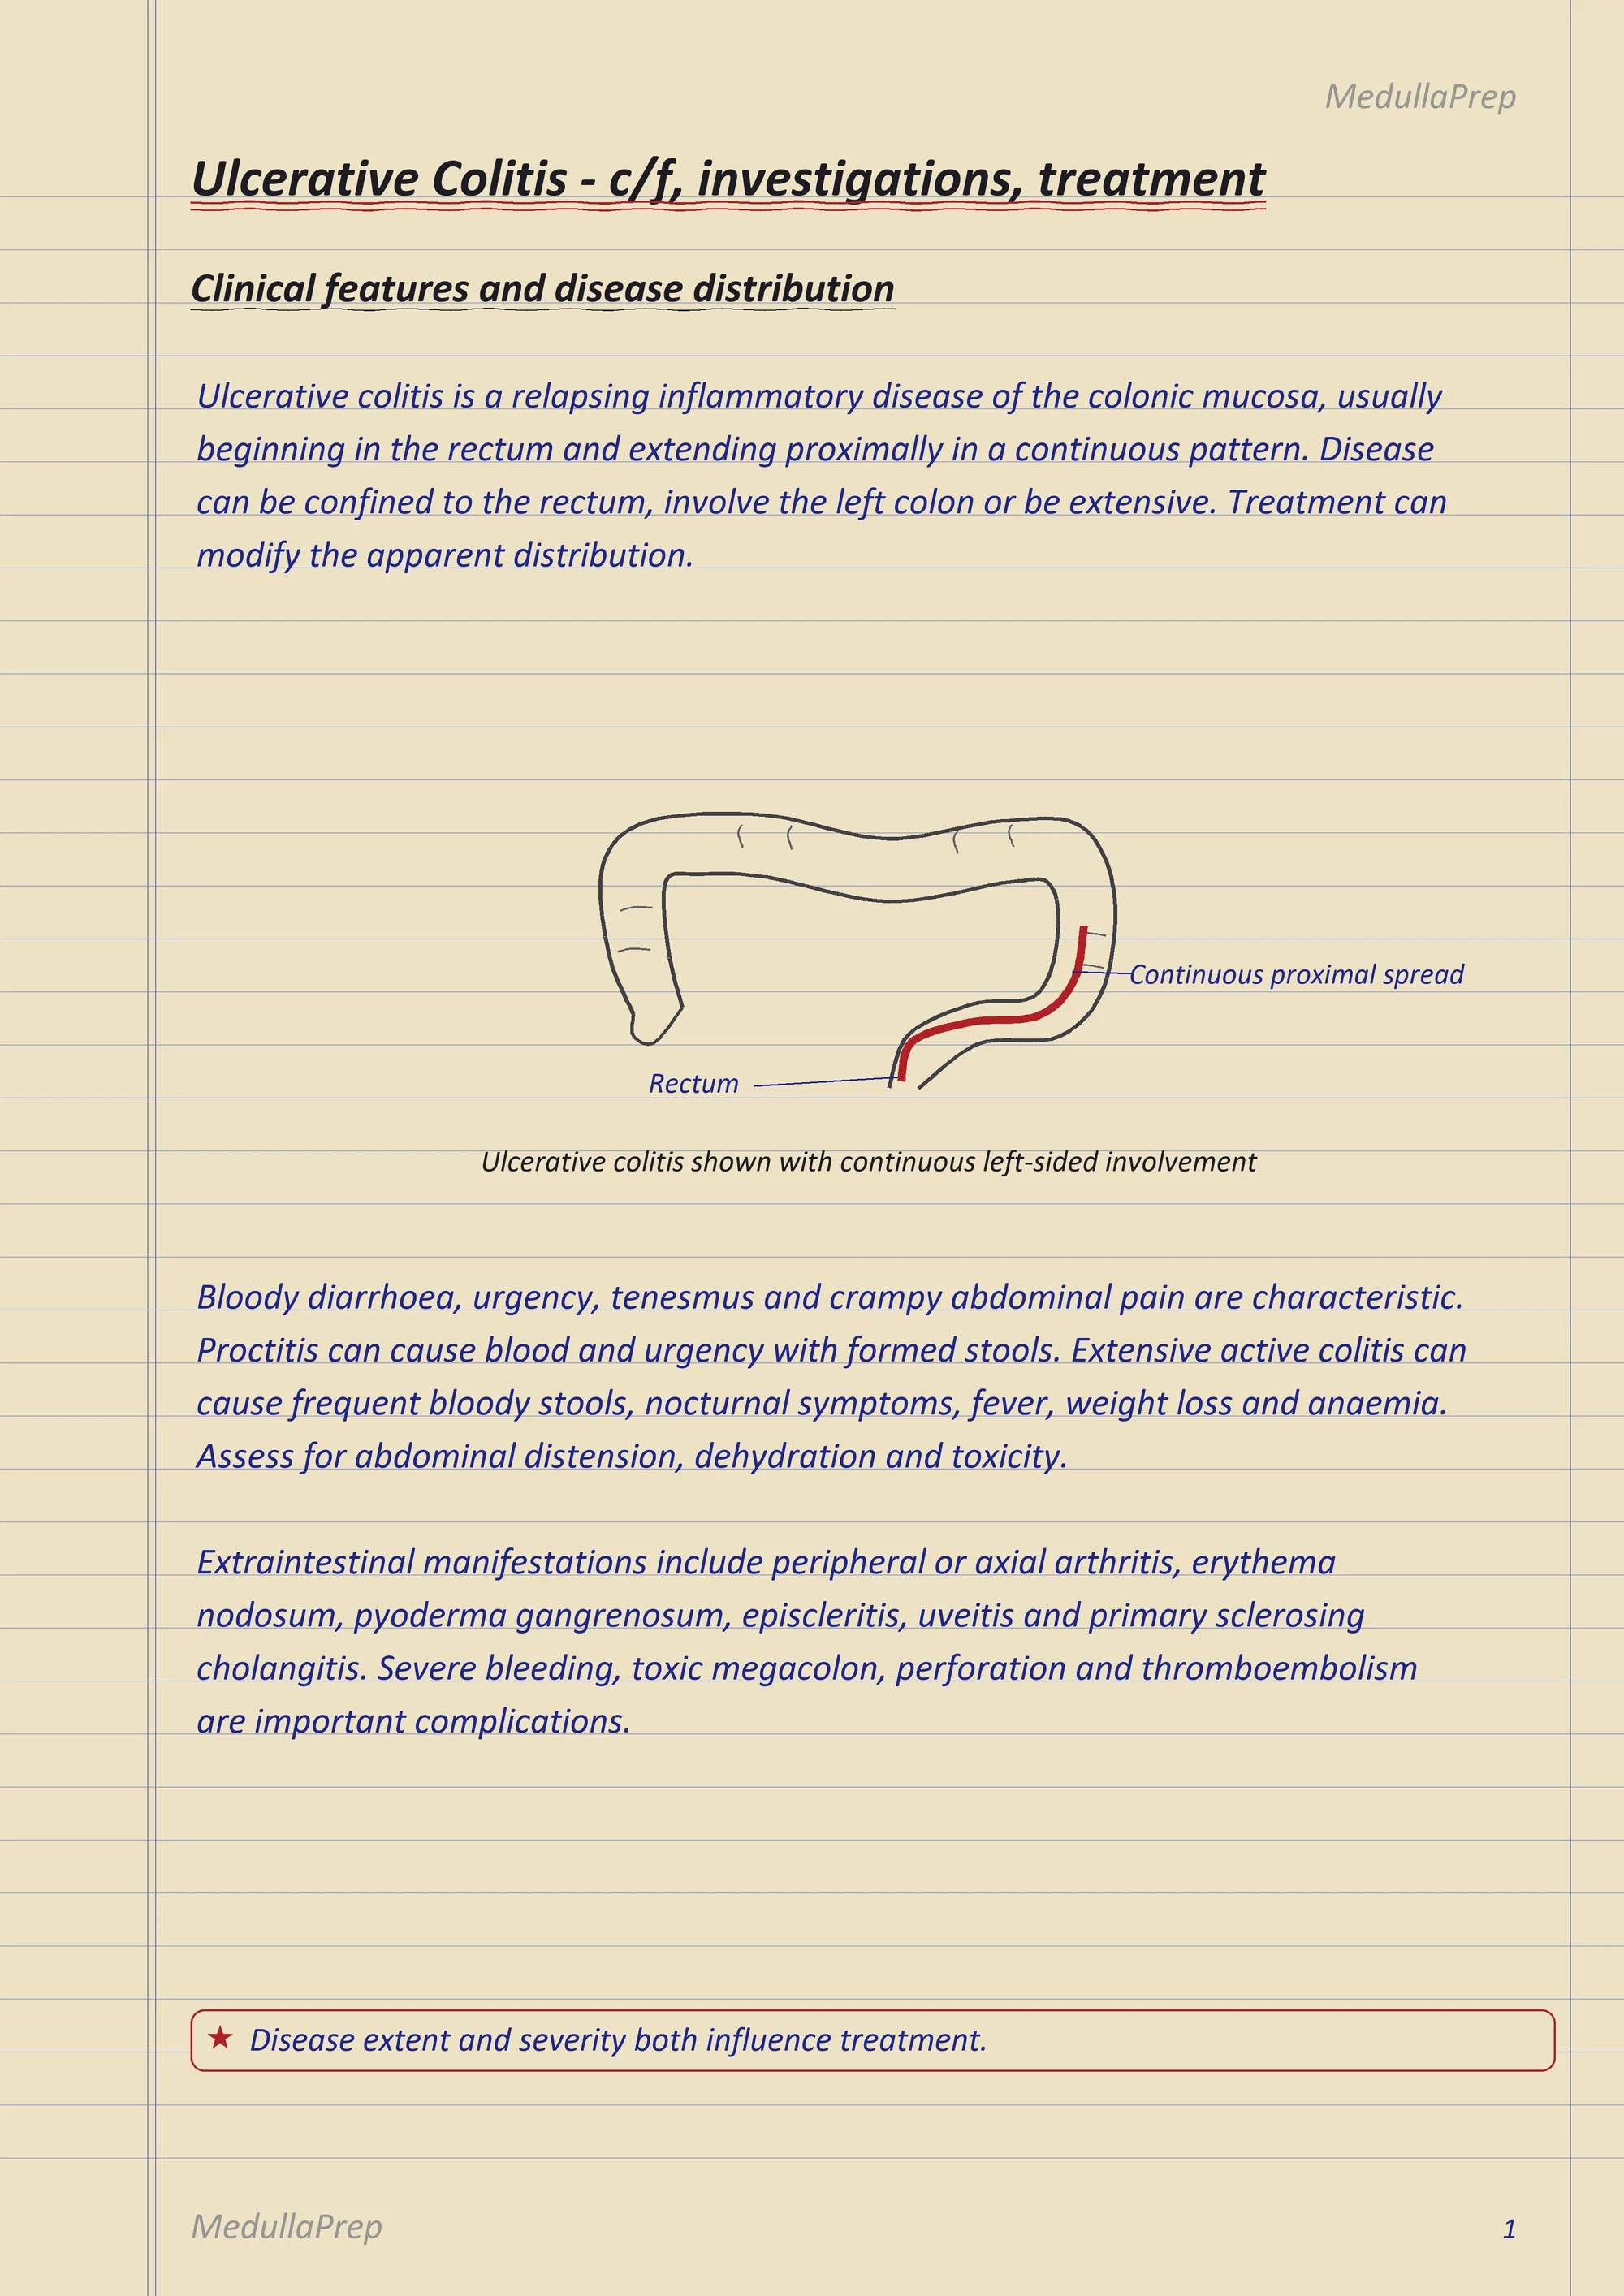 MedullaPrep
Ulcerative Colitis - c/f, investigations, treatment
Clinical features and disease distribution
Ulcerative colitis is a relapsing inflammatory disease of the colonic mucosa, usually
beginning in the rectum and extending proximally in a continuous pattern. Disease
can be confined to the rectum, involve the left colon or be extensive. Treatment can
modify the apparent distribution.
Continuous proximal spread
Rectum
Ulcerative colitis shown with continuous left-sided involvement
Bloody diarrhoea, urgency, tenesmus and crampy abdominal pain are characteristic.
Proctitis can cause blood and urgency with formed stools. Extensive active colitis can
cause frequent bloody stools, nocturnal symptoms, fever, weight loss and anaemia.
Assess for abdominal distension, dehydration and toxicity.
Extraintestinal manifestations include peripheral or axial arthritis, erythema
nodosum, pyoderma gangrenosum, episcleritis, uveitis and primary sclerosing
cholangitis. Severe bleeding, toxic megacolon, perforation and thromboembolism
are important complications.
★ Disease extent and severity both influence treatment.
MedullaPrep
1